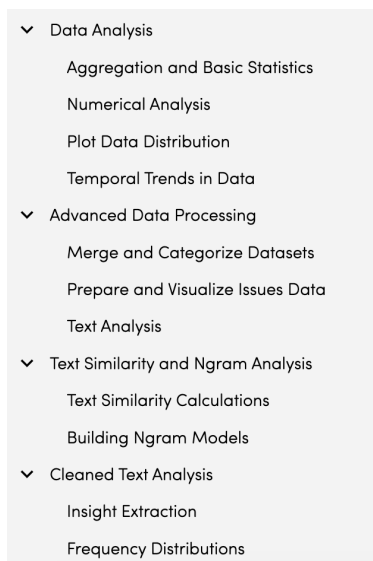 Data Analysis
Aggregation and Basic Statistics
Numerical Analysis
Plot Data Distribution
Temporal Trends in Data
Advanced Data Processing
Merge and Categorize Datasets
Prepare and Visualize Issues Data
Text Analysis
Text Similarity and Ngram Analysis
Text Similarity Calculations
Building Ngram Models
Cleaned Text Analysis
Insight Extraction
Frequency Distributions